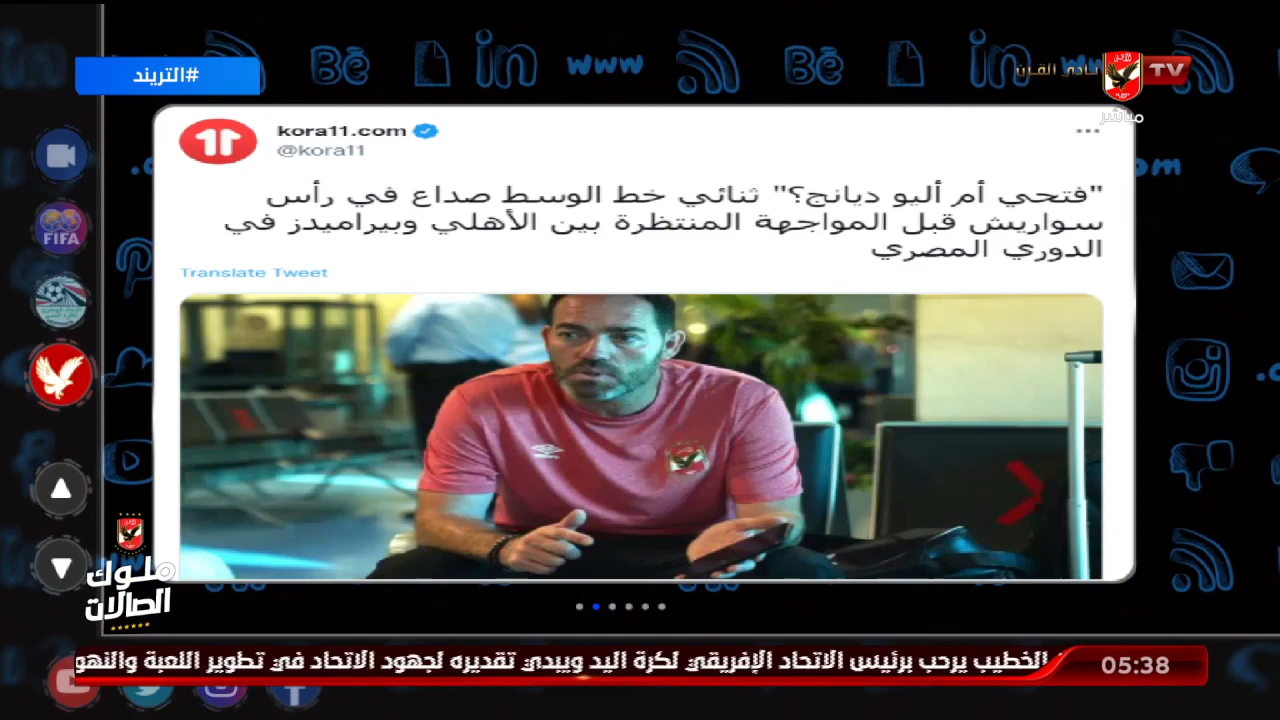 #التريند
نادي القرن
TV
مباشر
kora11.com
@kora11
"فتحي أم أليو ديانج؟" ثنائي خط الوسط صداع في رأس
سواريش قبل المواجهة المنتظرة بين الأهلي وبيراميدز في
الدوري المصري
Translate Tweet
FIFA
ملوك
الصالات
الخطيب يرحب برئيس الاتحاد الإفريقي لكرة اليد ويبدي تقديره لجهود الاتحاد في تطوير اللعبة والنهو
05:38